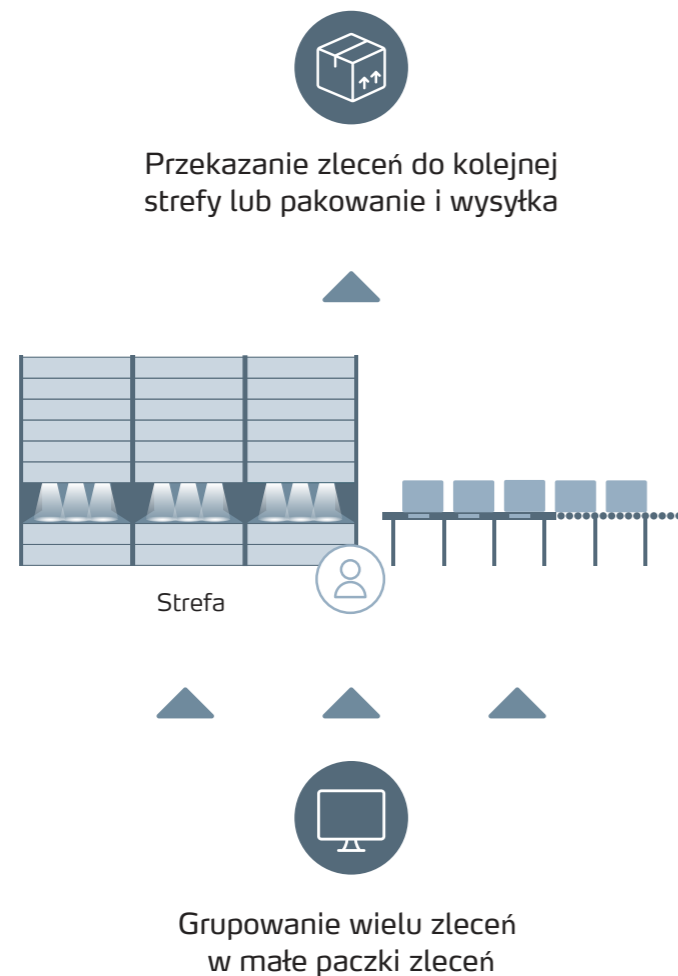 Przekazanie zleceń do kolejnej
strefy lub pakowanie i wysyłka
Strefa
Grupowanie wielu zleceń
w małe paczki zleceń